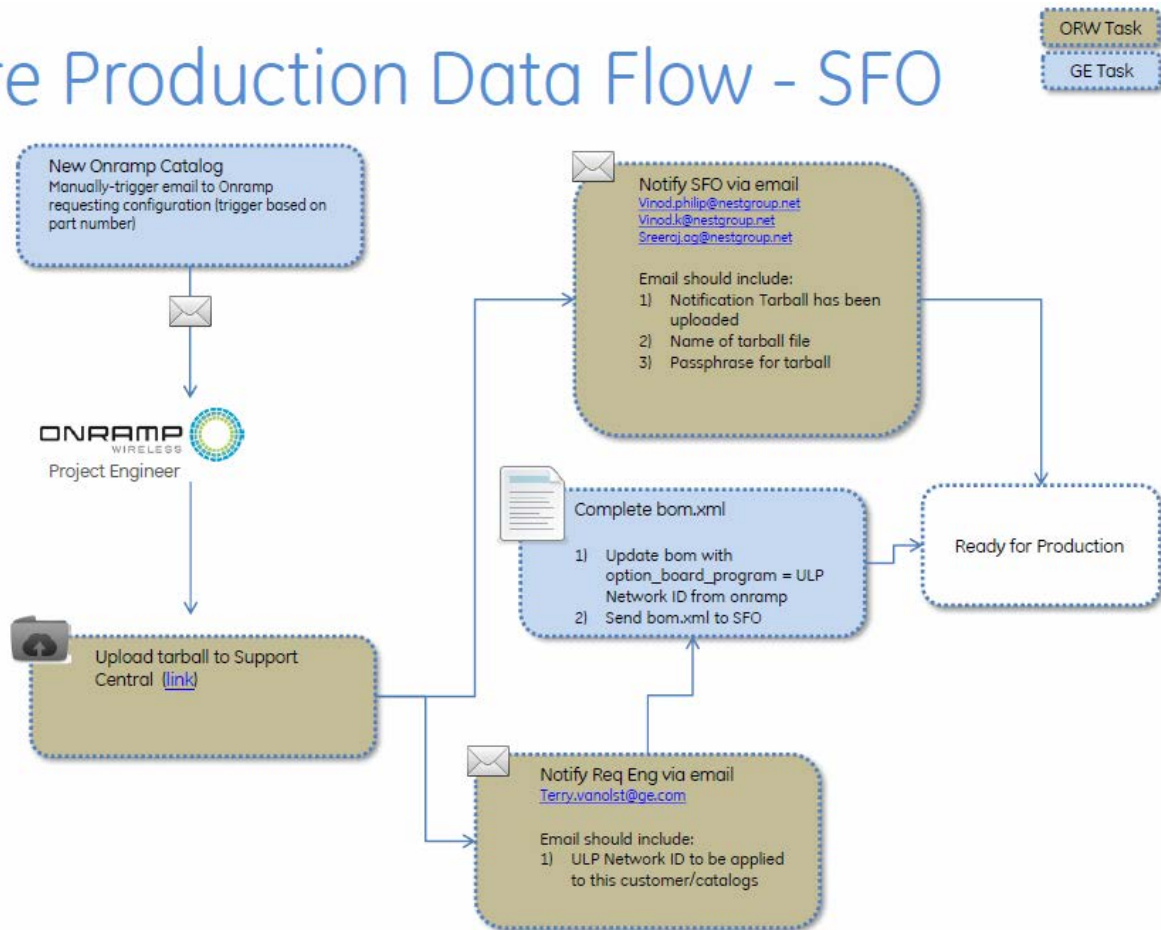 re Production Data Flow - SFO
ORW Task
GE Task
New Onramp Catalog
Manually-trigger email to Onramp
requesting configuration (trigger based on
part number)
ONRAMP
WIRELESS
Project Engineer
Upload tarball to Support
Central (link)
Notify SFO via email
Vinod.philip@nestgroup.net
Vinod.k@nestgroup.net
Sreeraj.ag@nestgroup.net
Email should include:
1) Notification Tarball has been
uploaded
2) Name of tarball file
3) Passphrase for tarball
Complete bom.xml
1) Update bom with
option_board_program = ULP
Network ID from onramp
2) Send bom.xml to SFO
Ready for Production
Notify Req Eng via email
Terry.vanolst@ge.com
Email should include:
1) ULP Network ID to be applied
to this customer/catalogs